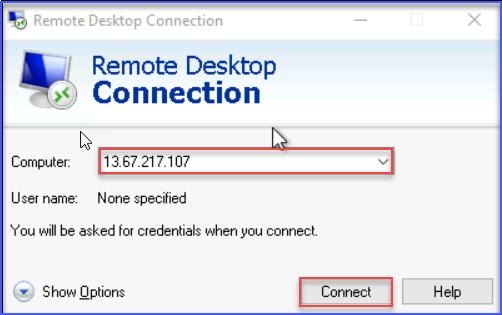 Remote Desktop Connection
Remote Desktop
Connection
Computer: 13.67.217.107
User name: None specified
You will be asked for credentials when you connect.
Show Options Connect Help